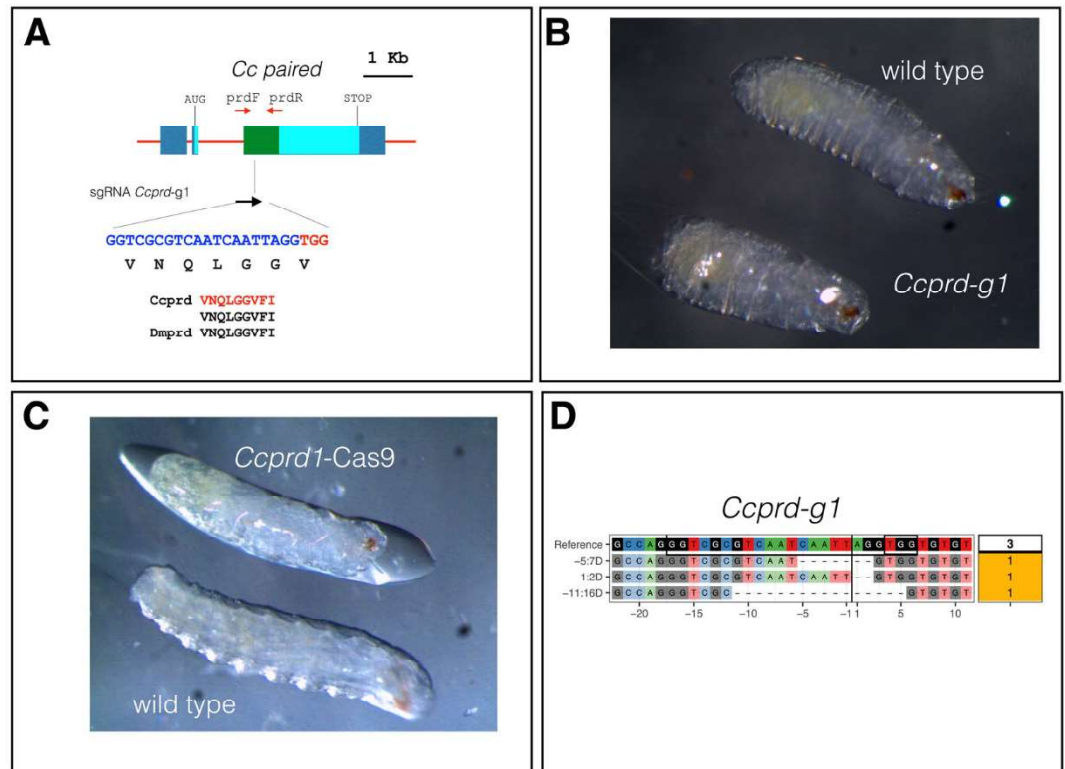 A
Cc paired
1 Kb
AUG
prdF
prdR
STOP
sgRNA Ccprd-g1
GGTCGCGTCAATCAATTAGGTGG
V N Q L G G V
Ccprd VNQLGGVFI
VNQLGGVFI
Dmprd VNQLGGVFI
B
wild type
Ccprd-g1
C
Ccprd1-Cas9
wild type
D
Ccprd-g1
Reference G C C A G G G T C G C G T C A A T C A A T T A G G T G G T G T G T 3
-5:7D G C C A G G G T C G C G T C A A T - - - - - - - G T G G T G T G T 1
1:2D G C C A G G G T C G C G T C A A T C A A T T - - G T G G T G T G T 1
-11:16D G C C A G G G T C G C - - - - - - - - - - - - - - - - G T G T G T 1
-20 -15 -10 -5 -1 1 5 10